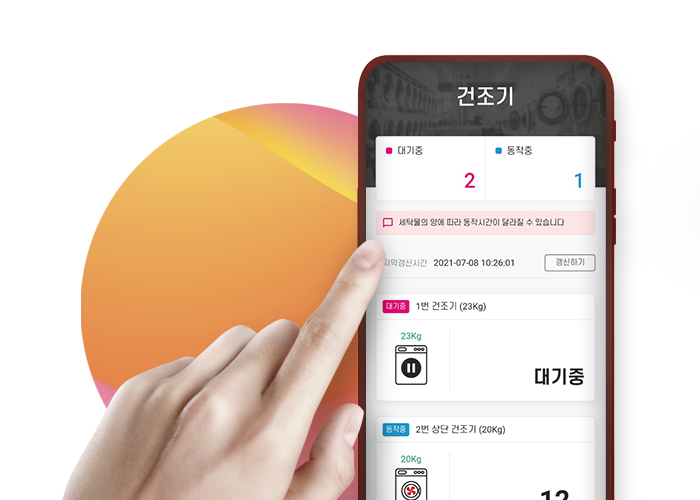 건조기
대기중 동작중
2 1
세탁물의 양에 따라 동작시간이 달라질 수 있습니다
지막갱신시간 2021-07-08 10:26:01 갱신하기
대기중 1번 건조기 (23Kg)
23Kg
대기중
동작중 2번 상단 건조기 (20Kg)
20Kg
12